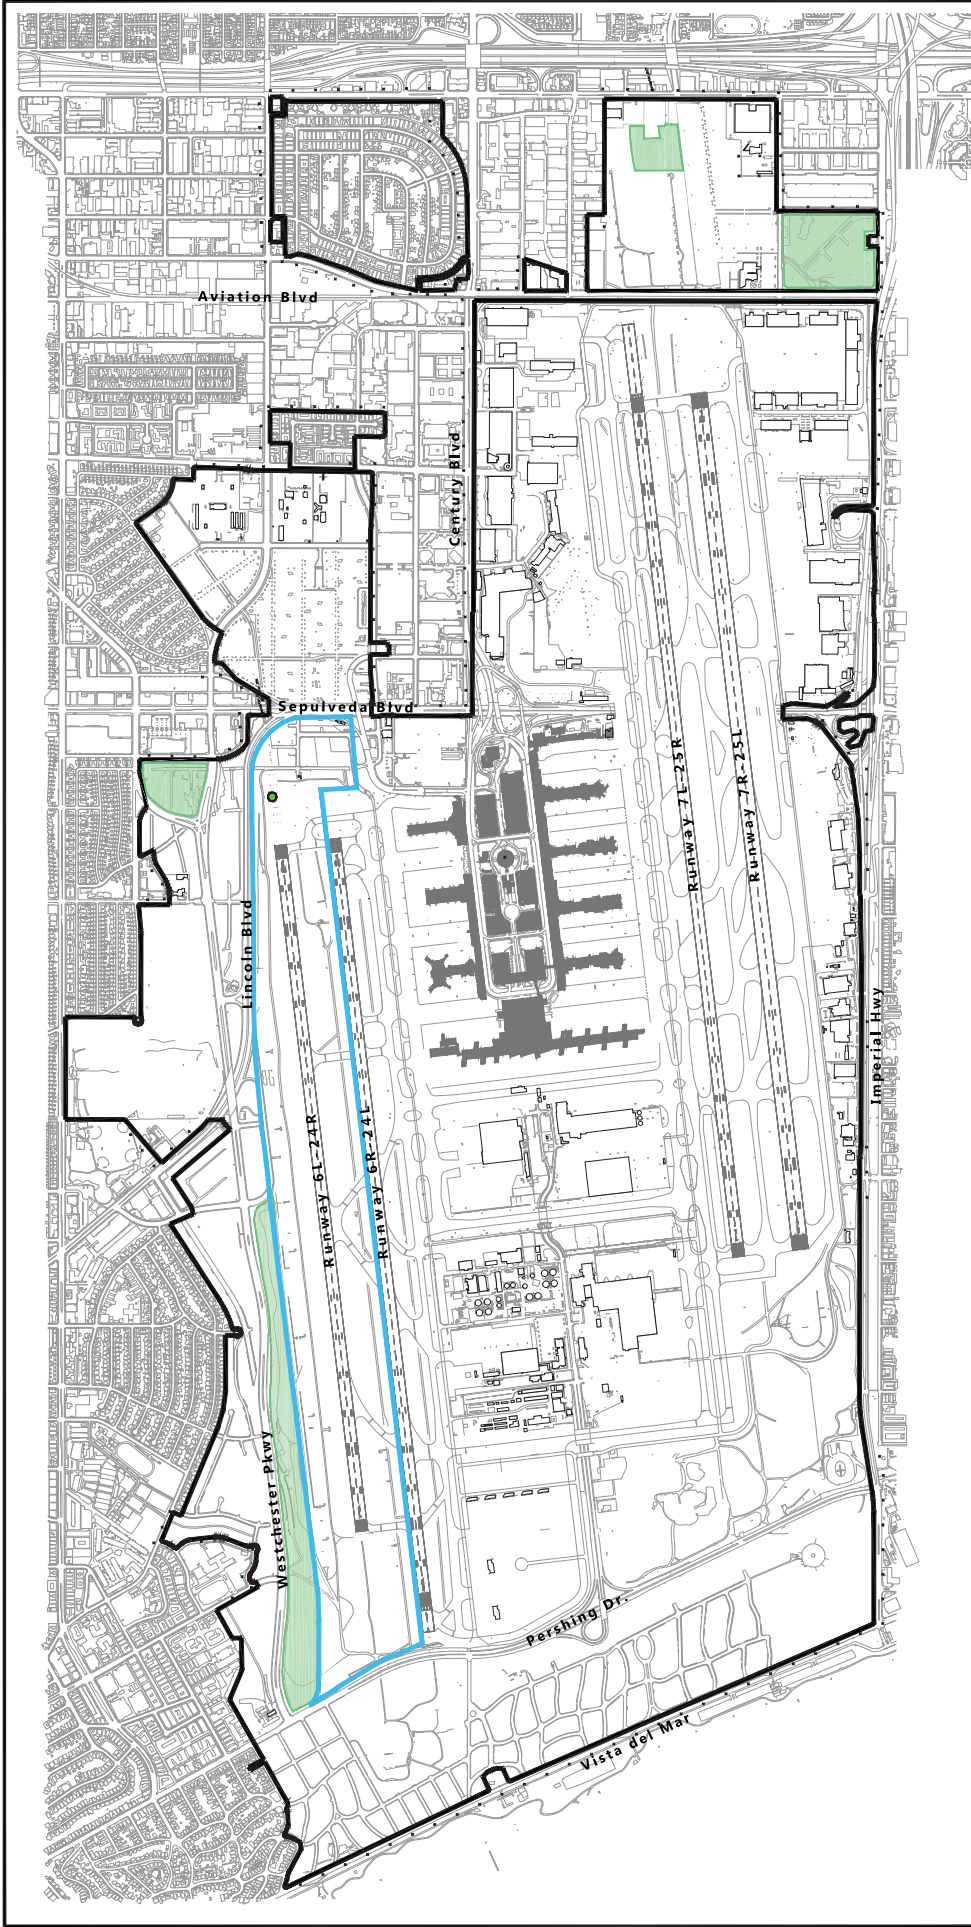 Aviation Blvd
Century Blvd
Sepulveda Blvd
Runway 7L-25R
Runway 7R-25L
Lincoln Blvd
Imperial Hwy
Runway 6L-24R
Runway 6R-24L
Westchester Pkwy
Pershing Dr.
Vista del Mar